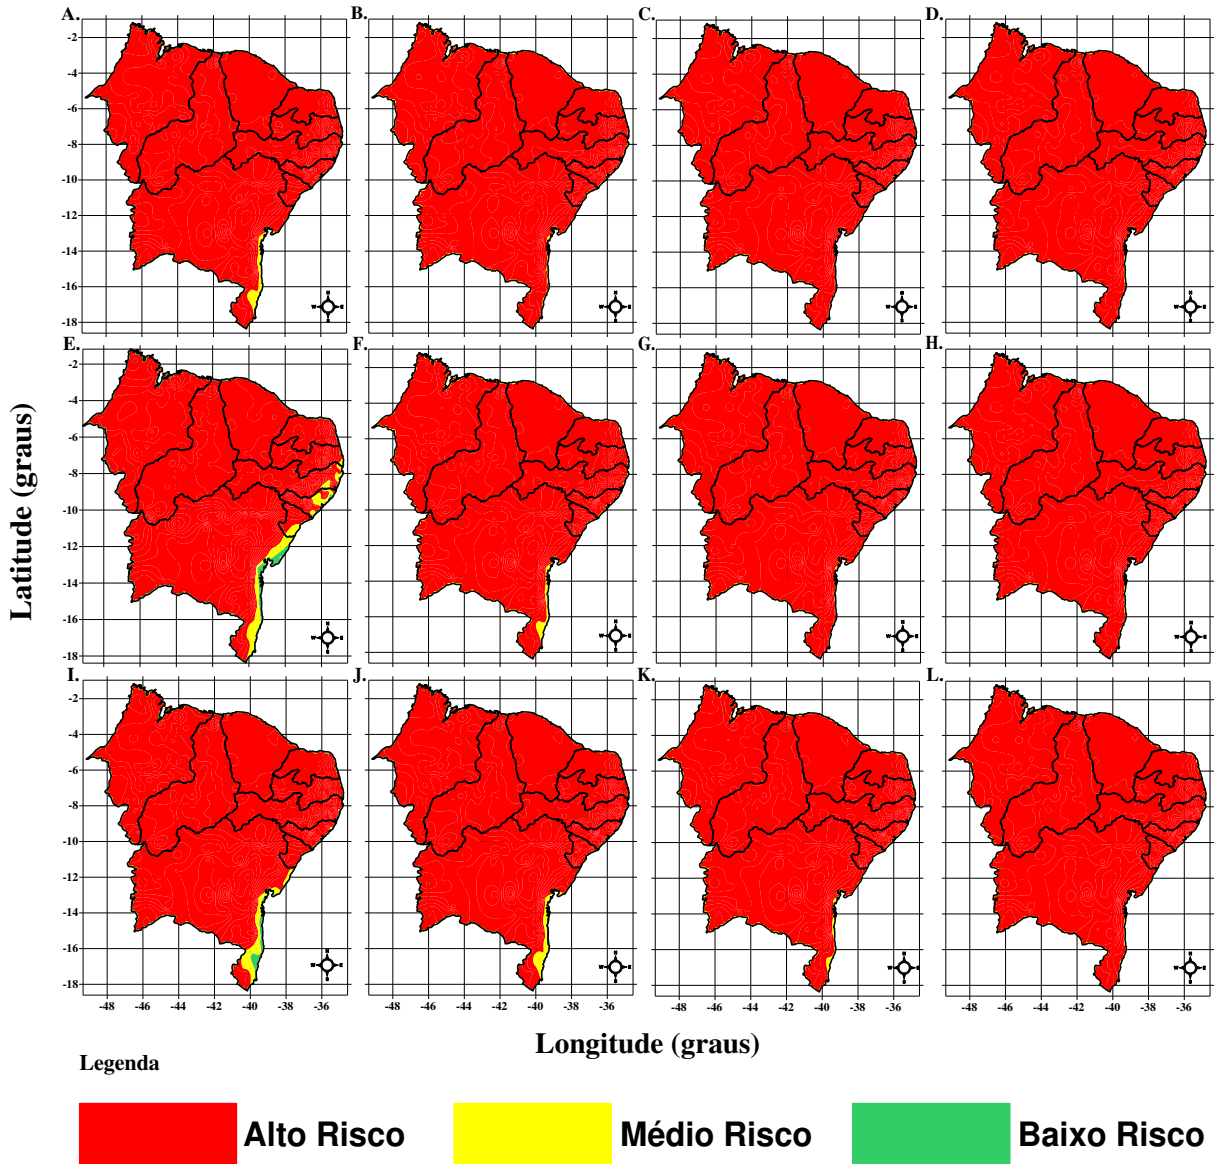 A. B. C. D.
-2
-4
-6
-8
-10
-12
-14
-16
-18
N
W E
S
N
W E
S
N
W E
S
N
W E
S
E. F. G. H.
-2
-4
-6
-8
-10
-12
-14
-16
-18
N
W E
S
N
W E
S
N
W E
S
N
W E
S
I. J. K. L.
-2
-4
-6
-8
-10
-12
-14
-16
-18
N
W E
S
N
W E
S
N
W E
S
N
W E
S
-48 -46 -44 -42 -40 -38 -36
-48 -46 -44 -42 -40 -38 -36
-48 -46 -44 -42 -40 -38 -36
-48 -46 -44 -42 -40 -38 -36
Latitude (graus)
Longitude (graus)
Legenda
Alto Risco
Médio Risco
Baixo Risco